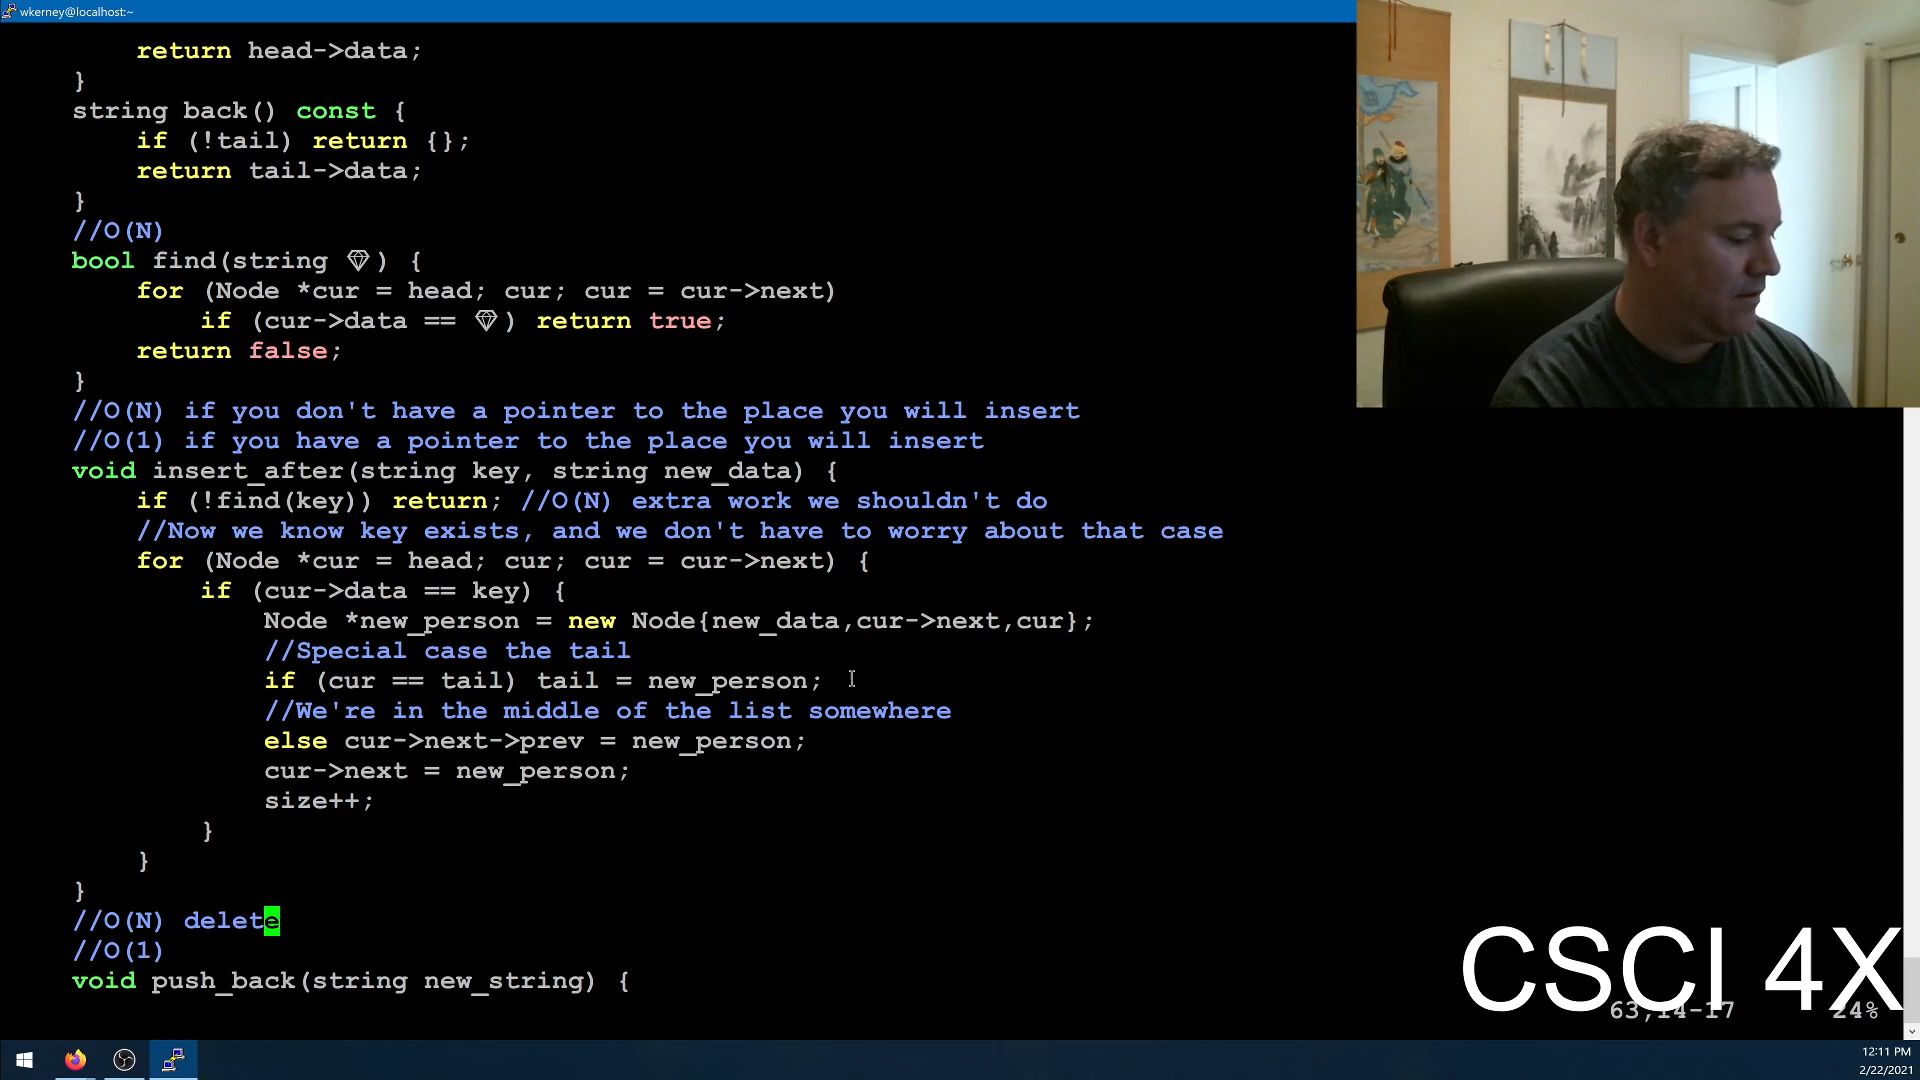 wkerney@localhost:~
return head->data;
}
string back() const {
if (!tail) return {};
return tail->data;
}
//O(N)
bool find(string 💎) {
for (Node *cur = head; cur; cur = cur->next)
if (cur->data == 💎) return true;
return false;
}
//O(N) if you don't have a pointer to the place you will insert
//O(1) if you have a pointer to the place you will insert
void insert_after(string key, string new_data) {
if (!find(key)) return; //O(N) extra work we shouldn't do
//Now we know key exists, and we don't have to worry about that case
for (Node *cur = head; cur; cur = cur->next) {
if (cur->data == key) {
Node *new_person = new Node{new_data,cur->next,cur};
//Special case the tail
if (cur == tail) tail = new_person;
//We're in the middle of the list somewhere
else cur->next->prev = new_person;
cur->next = new_person;
size++;
}
}
}
//O(N) delete
//O(1)
void push_back(string new_string) {
CSCI 4X
63,14-17 24%
12:11 PM
2/22/2021